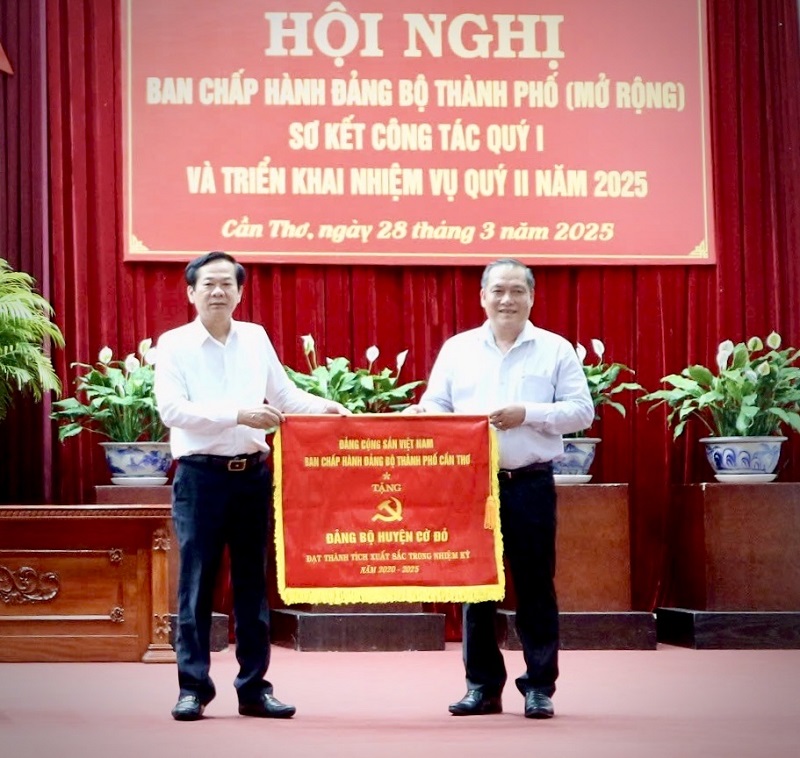 HỘI NGHỊ
BAN CHẤP HÀNH ĐẢNG BỘ THÀNH PHỐ (MỞ RỘNG)
SƠ KẾT CÔNG TÁC QUÝ I
VÀ TRIỂN KHAI NHIỆM VỤ QUÝ II NĂM 2025
Cần Thơ, ngày 28 tháng 3 năm 2025
ĐẢNG CỘNG SẢN VIỆT NAM
BAN CHẤP HÀNH ĐẢNG BỘ THÀNH PHỐ CẦN THƠ
TẶNG
ĐẢNG BỘ HUYỆN CỜ ĐỎ
ĐẠT THÀNH TÍCH XUẤT SẮC TRONG NHIỆM KỲ
NĂM 2020 - 2025